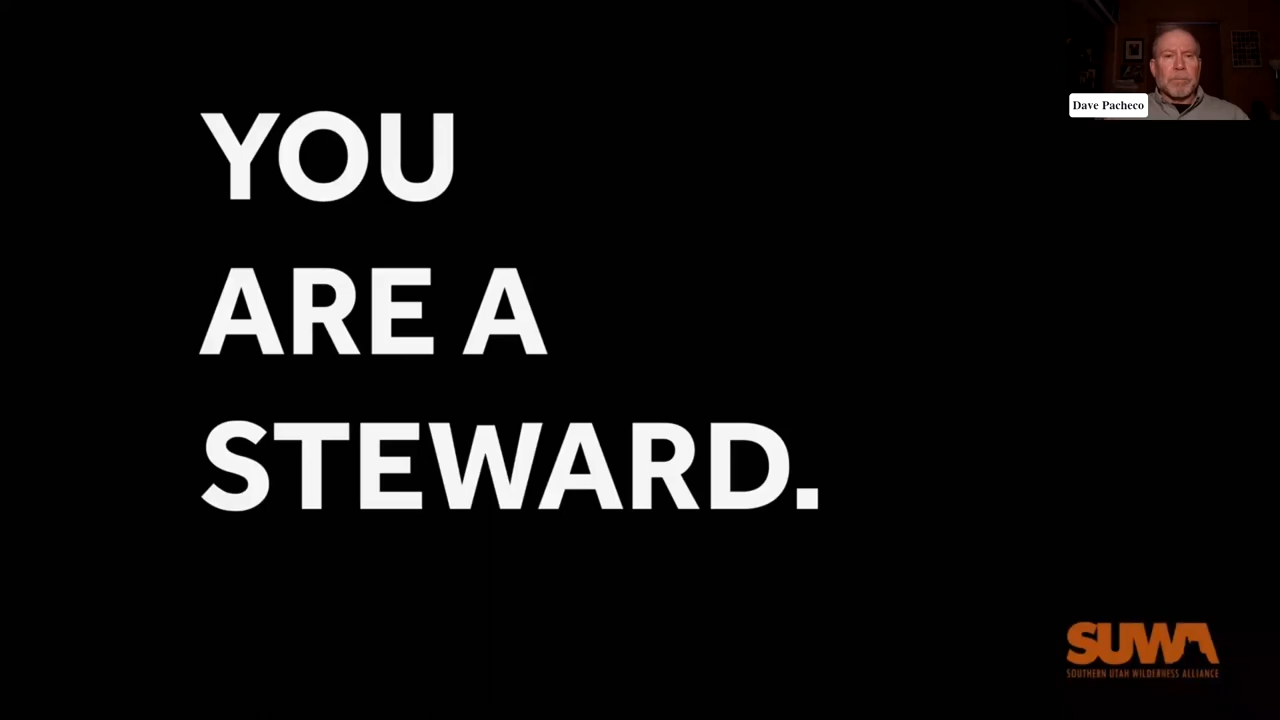 YOU
ARE A
STEWARD.
Dave Pacheco
SUWA
SOUTHERN UTAH WILDERNESS ALLIANCE